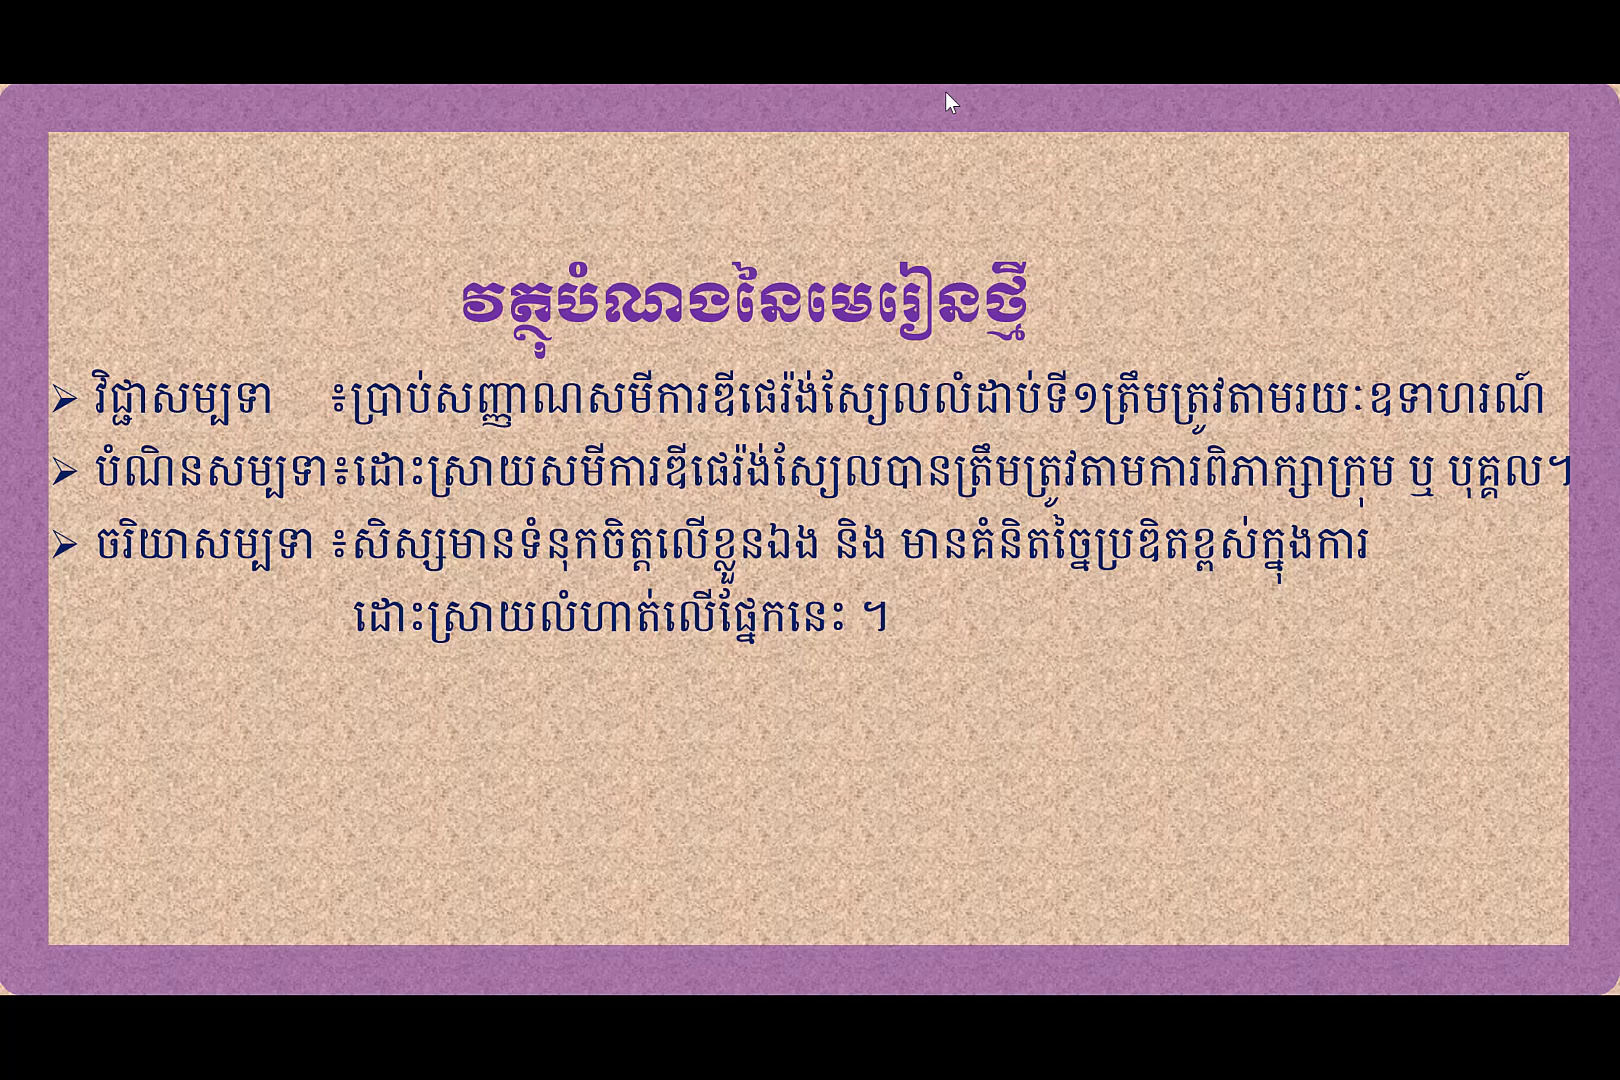 វត្ថុបំណងនៃមេរៀនថ្មី
➢ វិជ្ជាសម្បទា ៖ប្រាប់សញ្ញាណសមីការឌីផេរ៉ង់ស្យែលលំដាប់ទី១ត្រឹមត្រូវតាមរយៈឧទាហរណ៍
➢ បំណិនសម្បទា៖ដោះស្រាយសមីការឌីផេរ៉ង់ស្យែលបានត្រឹមត្រូវតាមការពិភាក្សាក្រុម ឬ បុគ្គល។
➢ ចរិយាសម្បទា ៖សិស្សមានទំនុកចិត្តលើខ្លួនឯង និង មានគំនិតច្នៃប្រឌិតខ្ពស់ក្នុងការ
ដោះស្រាយលំហាត់លើផ្នែកនេះ ។